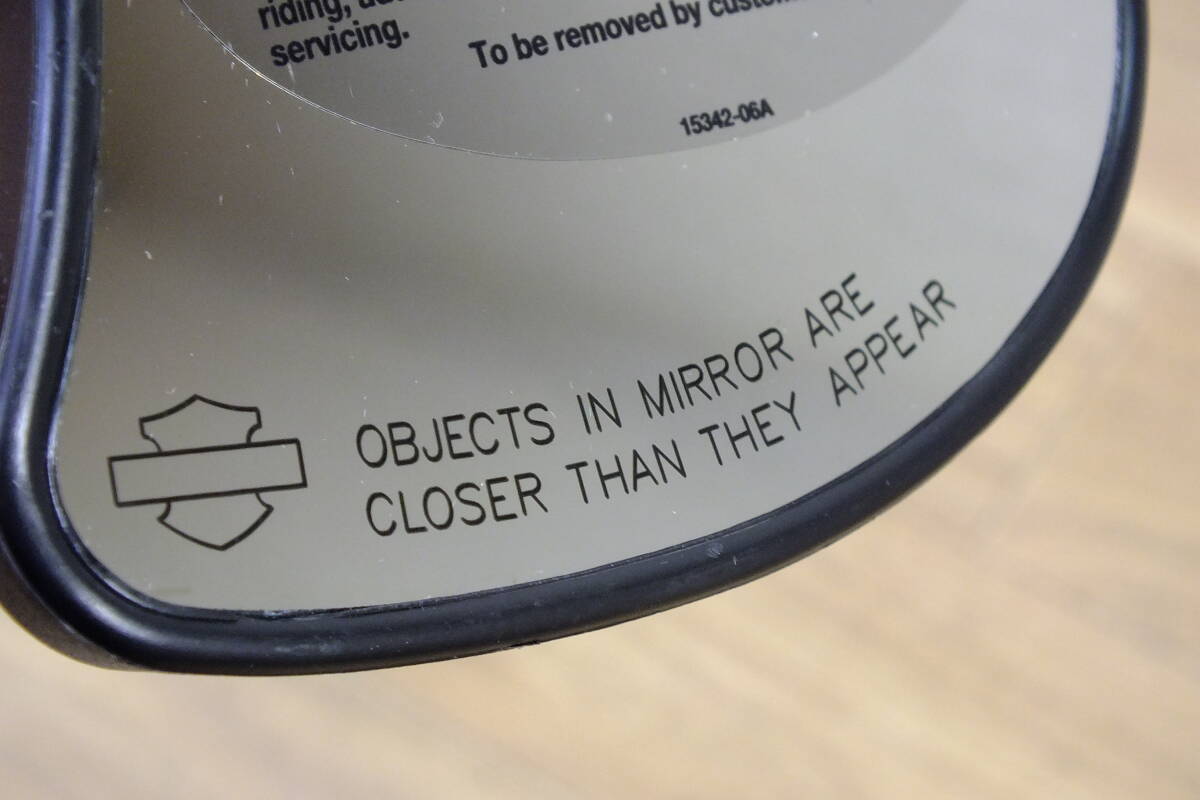 riding,
servicing.
To be removed by
15342-06A
OBJECTS IN MIRROR ARE
CLOSER THAN THEY APPEAR